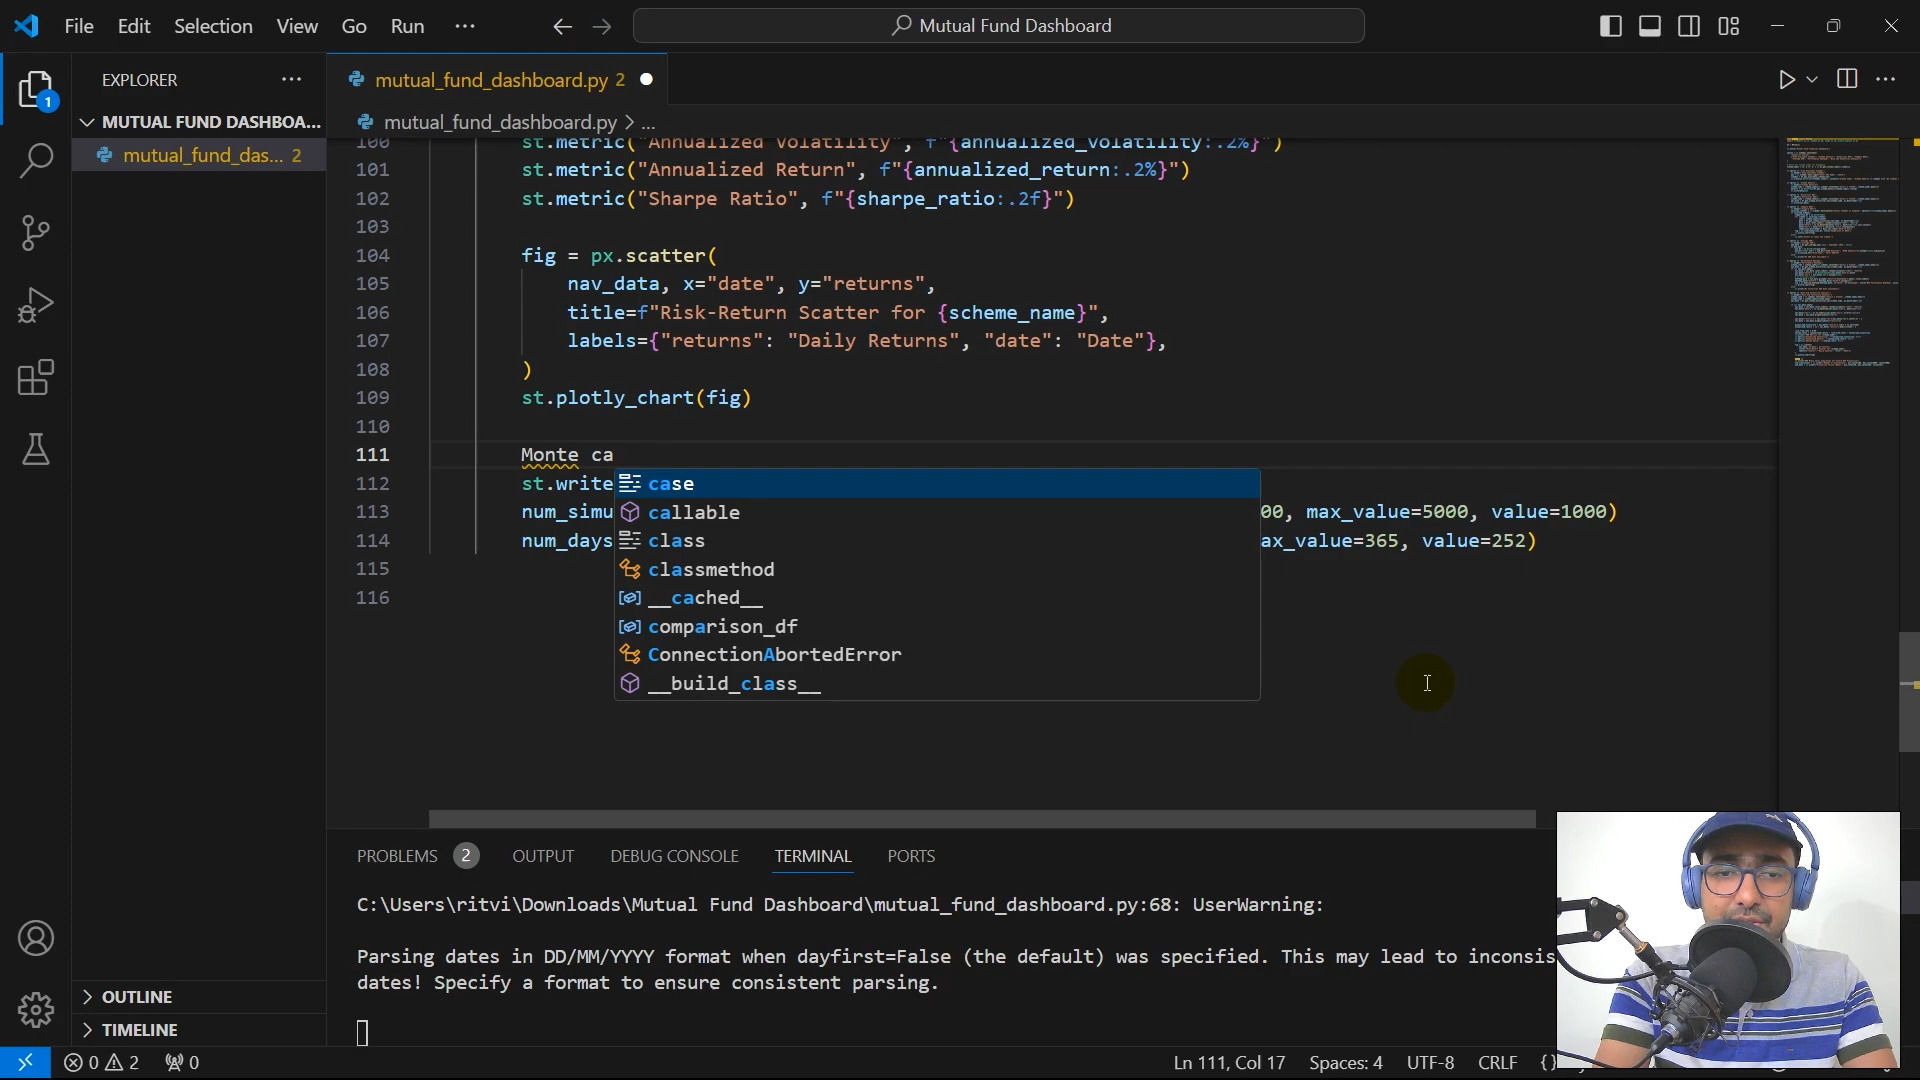 File Edit Selection View Go Run ···
Mutual Fund Dashboard
EXPLORER ···
MUTUAL FUND DASHBOA...
mutual_fund_das... 2
OUTLINE
TIMELINE
mutual_fund_dashboard.py 2
mutual_fund_dashboard.py > ...
100 st.metric("Annualized Volatility", f"{annualized_volatility:.2%}")
101 st.metric("Annualized Return", f"{annualized_return:.2%}")
102 st.metric("Sharpe Ratio", f"{sharpe_ratio:.2f}")
103
104 fig = px.scatter(
105 nav_data, x="date", y="returns",
106 title=f"Risk-Return Scatter for {scheme_name}",
107 labels={"returns": "Daily Returns", "date": "Date"},
108 )
109 st.plotly_chart(fig)
110
111 Monte ca
112 st.write
113 num_simu 00, max_value=5000, value=1000)
114 num_days ax_value=365, value=252)
115
116
case
callable
class
classmethod
__cached__
comparison_df
ConnectionAbortedError
__build_class__
PROBLEMS 2 OUTPUT DEBUG CONSOLE TERMINAL PORTS
C:\Users\ritvi\Downloads\Mutual Fund Dashboard\mutual_fund_dashboard.py:68: UserWarning:
Parsing dates in DD/MM/YYYY format when dayfirst=False (the default) was specified. This may lead to inconsis
dates! Specify a format to ensure consistent parsing.
0 2 0 Ln 111, Col 17 Spaces: 4 UTF-8 CRLF {
1